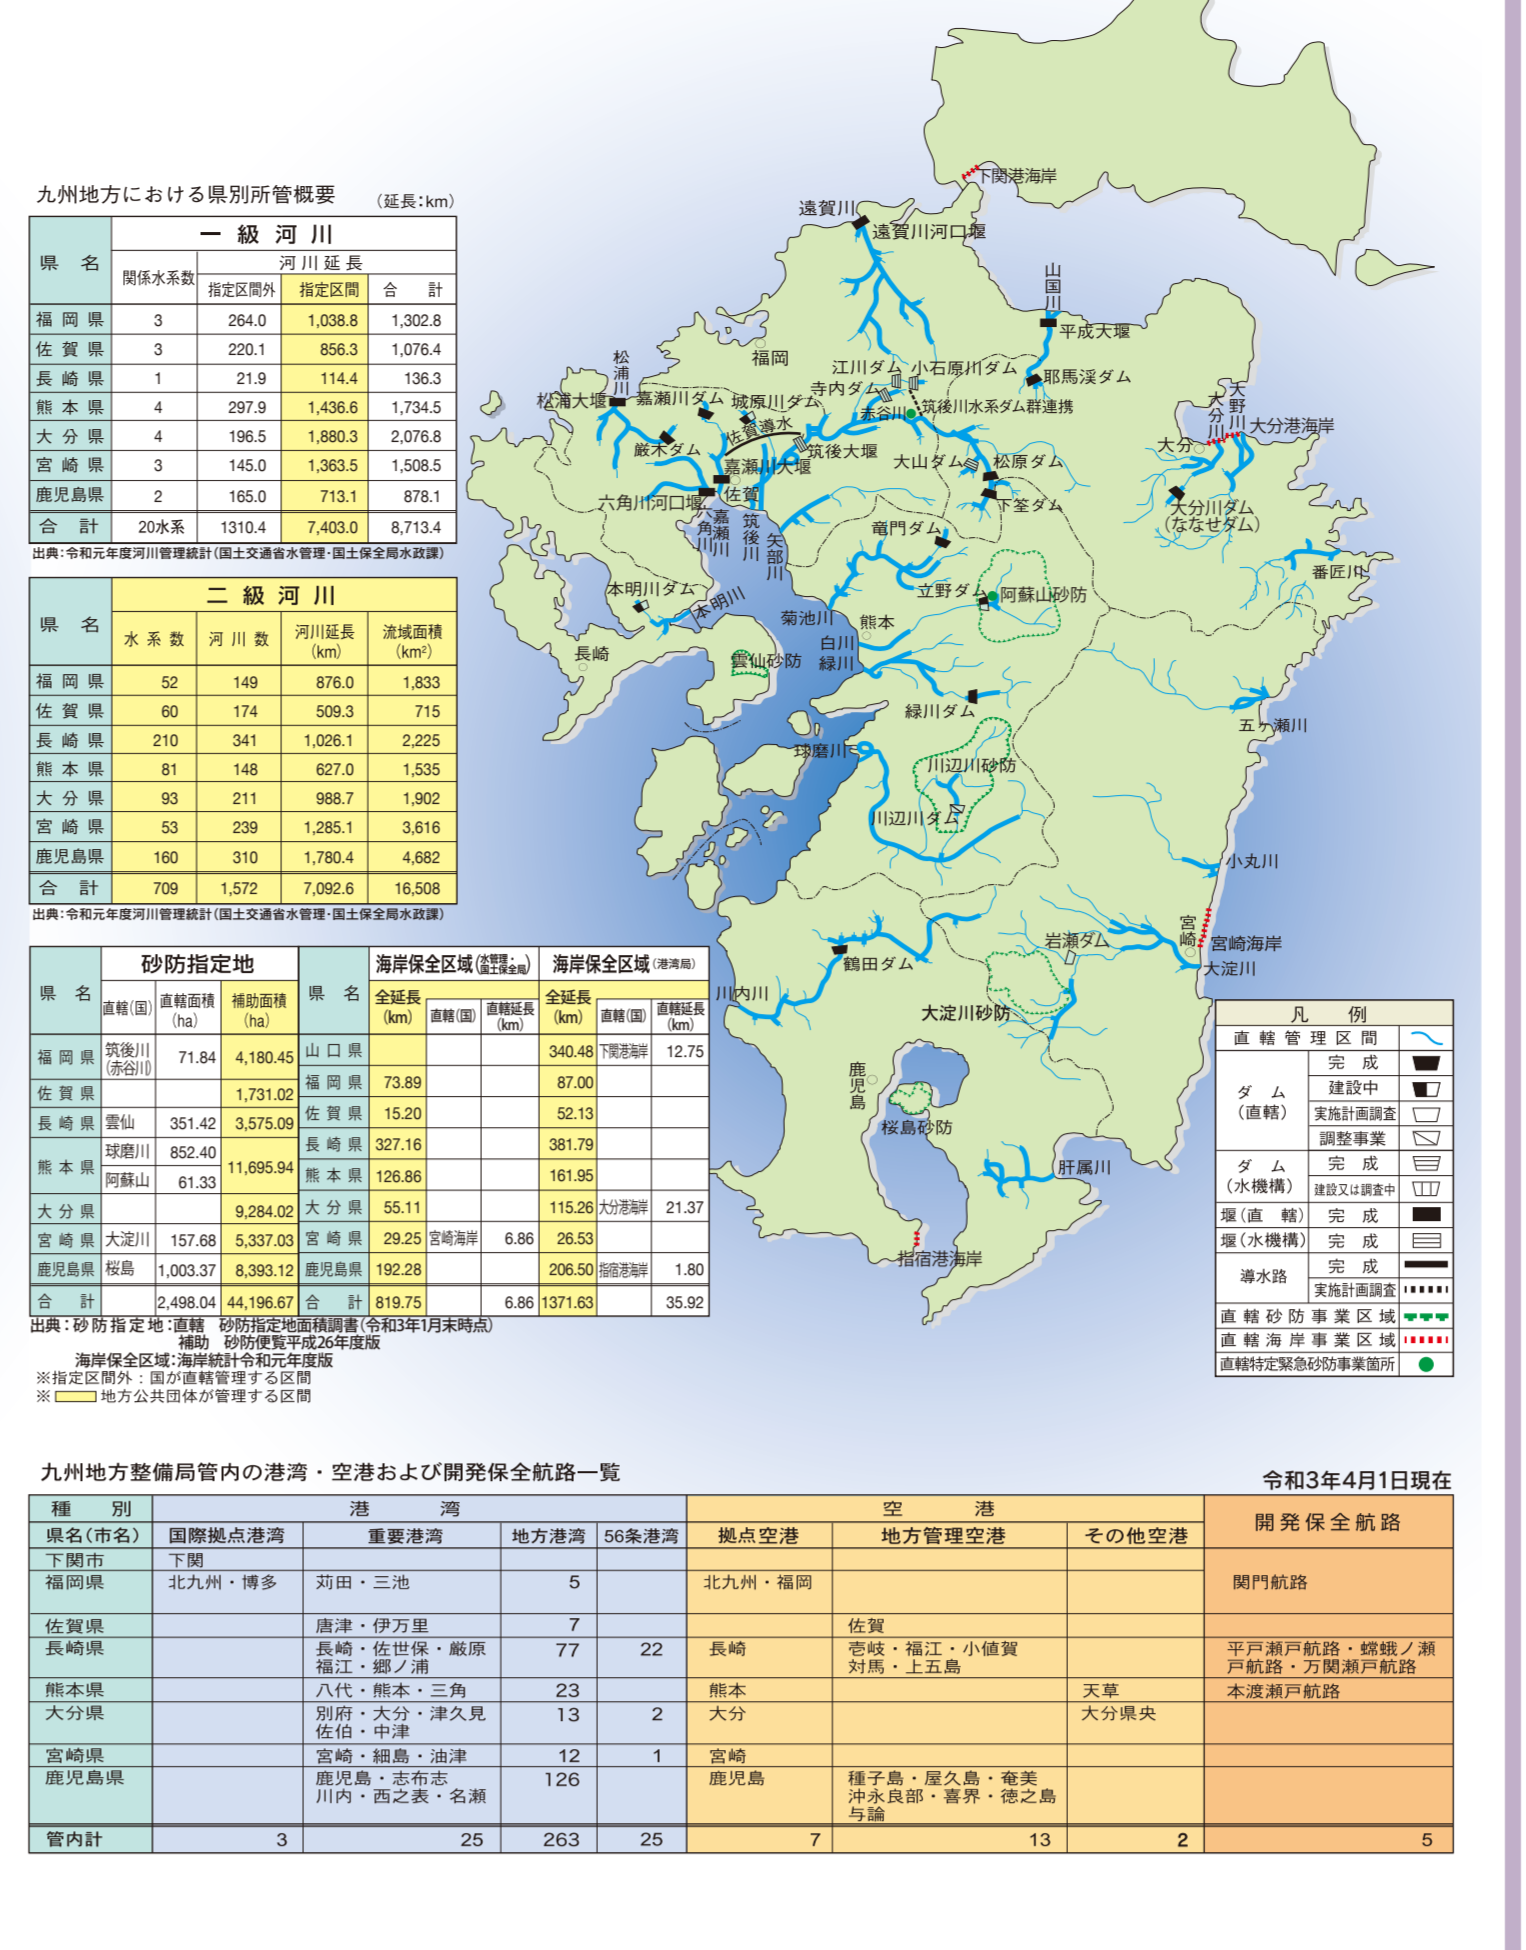 九州地方における県別所管概要 （延長：km）
県名 一級河川
関係水系数 河川延長
指定区間外 指定区間 合計
福岡県 3 264.0 1,038.8 1,302.8
佐賀県 3 220.1 856.3 1,076.4
長崎県 1 21.9 114.4 136.3
熊本県 4 297.9 1,436.6 1,734.5
大分県 4 196.5 1,880.3 2,076.8
宮崎県 3 145.0 1,363.5 1,508.5
鹿児島県 2 165.0 713.1 878.1
合計 20水系 1310.4 7,403.0 8,713.4
出典：令和元年度河川管理統計（国土交通省水管理・国土保全局水政課）
県名 二級河川
水系数 河川数 河川延長（km） 流域面積（km²）
福岡県 52 149 876.0 1,833
佐賀県 60 174 509.3 715
長崎県 210 341 1,026.1 2,225
熊本県 81 148 627.0 1,535
大分県 93 211 988.7 1,902
宮崎県 53 239 1,285.1 3,616
鹿児島県 160 310 1,780.4 4,682
合計 709 1,572 7,092.6 16,508
出典：令和元年度河川管理統計（国土交通省水管理・国土保全局水政課）
県名 砂防指定地
直轄（国） 直轄面積（ha） 補助面積（ha）
福岡県 筑後川（赤谷川） 71.84 4,180.45
佐賀県 1,731.02
長崎県 雲仙 351.42 3,575.09
熊本県 球磨川 852.40 11,695.94
阿蘇山 61.33
大分県 9,284.02
宮崎県 大淀川 157.68 5,337.03
鹿児島県 桜島 1,003.37 8,393.12
合計 2,498.04 44,196.67
県名 海岸保全区域（水管理・国土保全局） 海岸保全区域（港湾局）
全延長（km） 直轄（国） 直轄延長（km） 全延長（km） 直轄（国） 直轄延長（km）
山口県 340.48 下関港海岸 12.75
福岡県 73.89 87.00
佐賀県 15.20 52.13
長崎県 327.16 381.79
熊本県 126.86 161.95
大分県 55.11 115.26 大分港海岸 21.37
宮崎県 29.25 宮崎海岸 6.86 26.53
鹿児島県 192.28 206.50 指宿港海岸 1.80
合計 819.75 6.86 1371.63 35.92
出典：砂防指定地：直轄 砂防指定地面積調書（令和3年1月末時点）
補助 砂防便覧平成26年度版
海岸保全区域：海岸統計令和元年度版
※指定区間外：国が直轄管理する区間
※ 地方公共団体が管理する区間
下関港海岸
遠賀川
遠賀川河口堰
山国川
平成大堰
耶馬渓ダム
福岡
江川ダム
小石原川ダム
寺内ダム
赤谷川
筑後川水系ダム群連携
松浦川
松浦大堰
嘉瀬川ダム
城原川ダム
佐賀導水
厳木ダム
筑後大堰
嘉瀬川大堰
大山ダム
松原ダム
下筌ダム
大分川
大野川
大分港海岸
大分
大分川ダム
（ななせダム）
六角川河口堰
佐賀
六角川
嘉瀬川
筑後川
矢部川
竜門ダム
番匠川
本明川ダム
本明川
立野ダム
阿蘇山砂防
菊池川
熊本
白川
緑川
長崎
雲仙砂防
緑川ダム
五ヶ瀬川
球磨川
川辺川砂防
川辺川ダム
小丸川
宮崎
宮崎海岸
岩瀬ダム
鶴田ダム
大淀川
川内川
大淀川砂防
鹿児島
桜島砂防
肝属川
指宿港海岸
凡例
直轄管理区間
ダム（直轄） 完成
建設中
実施計画調査
調整事業
ダム（水機構） 完成
建設又は調査中
堰（直轄） 完成
堰（水機構） 完成
導水路 完成
実施計画調査
直轄砂防事業区域
直轄海岸事業区域
直轄特定緊急砂防事業箇所
九州地方整備局管内の港湾・空港および開発保全航路一覧
令和3年4月1日現在
種別 港湾 空港 開発保全航路
県名（市名） 国際拠点港湾 重要港湾 地方港湾 56条港湾 拠点空港 地方管理空港 その他空港
下関市 下関
福岡県 北九州・博多 苅田・三池 5 北九州・福岡 関門航路
佐賀県 唐津・伊万里 7 佐賀
長崎県 長崎・佐世保・厳原 77 22 長崎 壱岐・福江・小値賀 平戸瀬戸航路・蠑蛾ノ瀬
福江・郷ノ浦 対馬・上五島 戸航路・万関瀬戸航路
熊本県 八代・熊本・三角 23 熊本 天草 本渡瀬戸航路
大分県 別府・大分・津久見 13 2 大分 大分県央
佐伯・中津
宮崎県 宮崎・細島・油津 12 1 宮崎
鹿児島県 鹿児島・志布志 126 鹿児島 種子島・屋久島・奄美
川内・西之表・名瀬 沖永良部・喜界・徳之島
与論
管内計 3 25 263 25 7 13 2 5